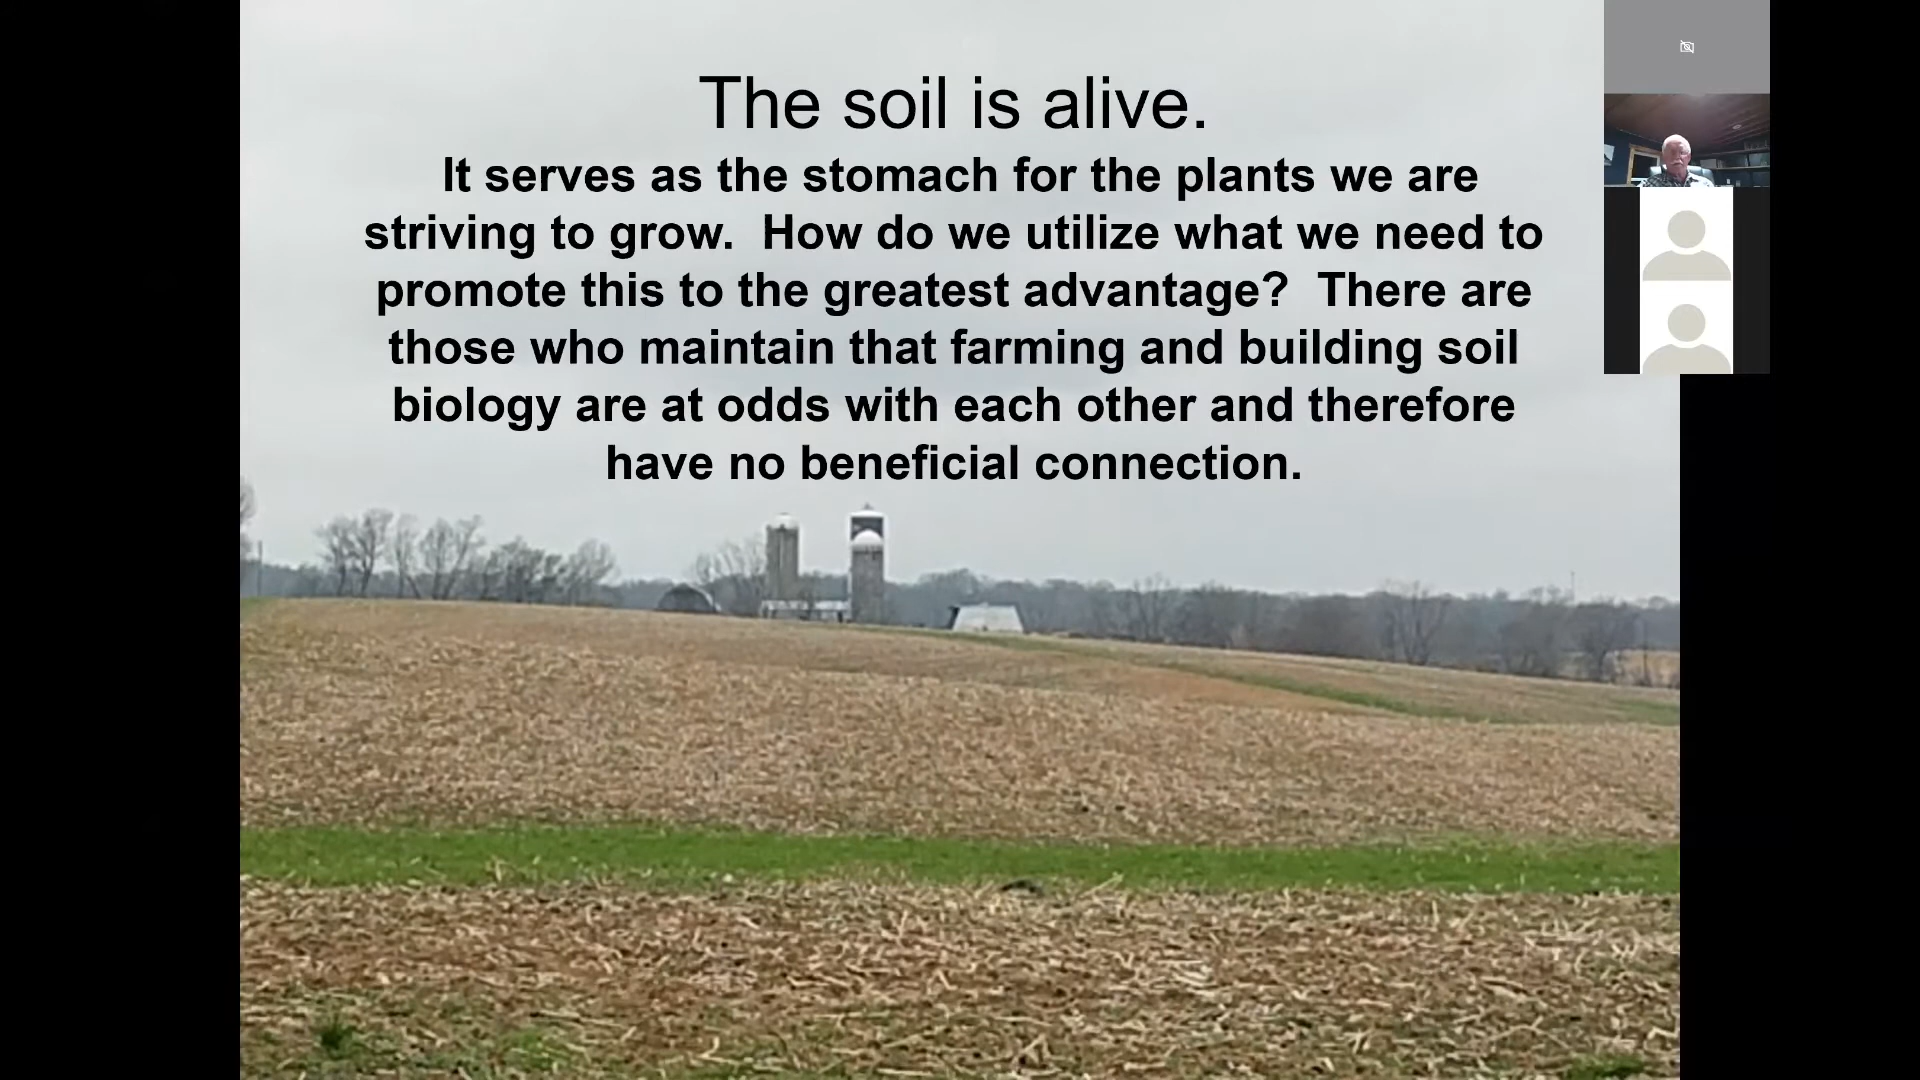 The soil is alive.
It serves as the stomach for the plants we are
striving to grow.  How do we utilize what we need to
promote this to the greatest advantage?  There are
those who maintain that farming and building soil
biology are at odds with each other and therefore
have no beneficial connection.